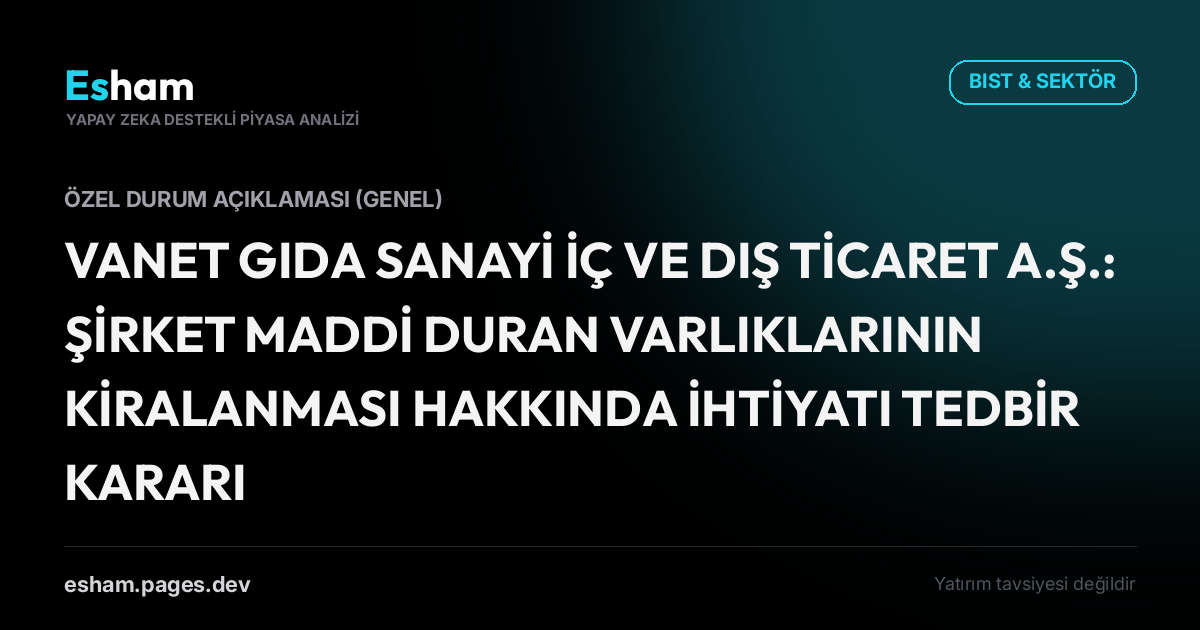 Esham
YAPAY ZEKA DESTEKLİ PİYASA ANALİZİ
BIST & SEKTÖR
ÖZEL DURUM AÇIKLAMASI (GENEL)
VANET GIDA SANAYİ İÇ VE DIŞ TİCARET A.Ş.:
ŞİRKET MADDİ DURAN VARLIKLARININ
KİRALANMASI HAKKINDA İHTİYATI TEDBİR
KARARI
esham.pages.dev
Yatırım tavsiyesi değildir